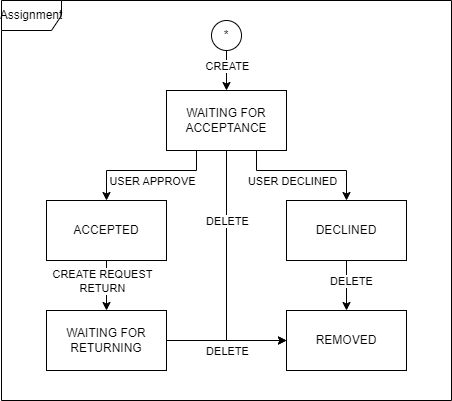 Assignment
*
CREATE
WAITING FOR
ACCEPTANCE
USER APPROVE
USER DECLINED
ACCEPTED
DELETE
DECLINED
CREATE REQUEST
RETURN
DELETE
WAITING FOR
RETURNING
DELETE
REMOVED